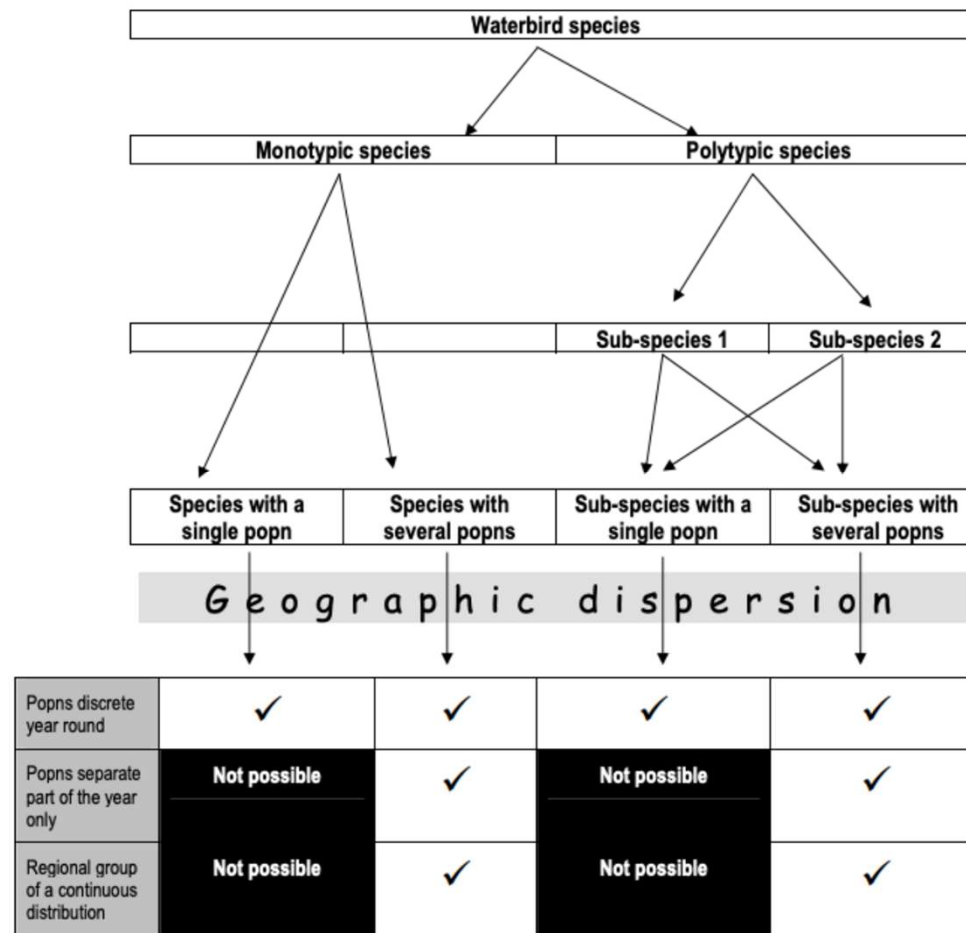 Waterbird species
Monotypic species
Polytypic species
Sub-species 1
Sub-species 2
Species with a
single popn
Species with
several popns
Sub-species with a
single popn
Sub-species with
several popns
Geographic dispersion
Popns discrete
year round
✓
✓
✓
✓
Popns separate
part of the year
only
Not possible
✓
Not possible
✓
Regional group
of a continuous
distribution
Not possible
✓
Not possible
✓